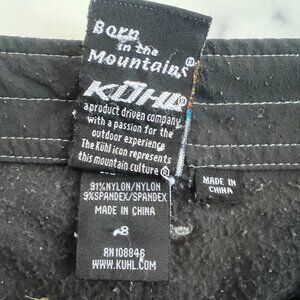 Born
in the
Mountains®
KÜHL®
a product driven company
with a passion for the
outdoor experience
The Kühl icon represents
this mountain culture®
91%NYLON/NYLON
9%SPANDEX/SPANDEX
MADE IN CHINA
8
RN108846
WWW.KUHL.COM
MADE IN
CHINA